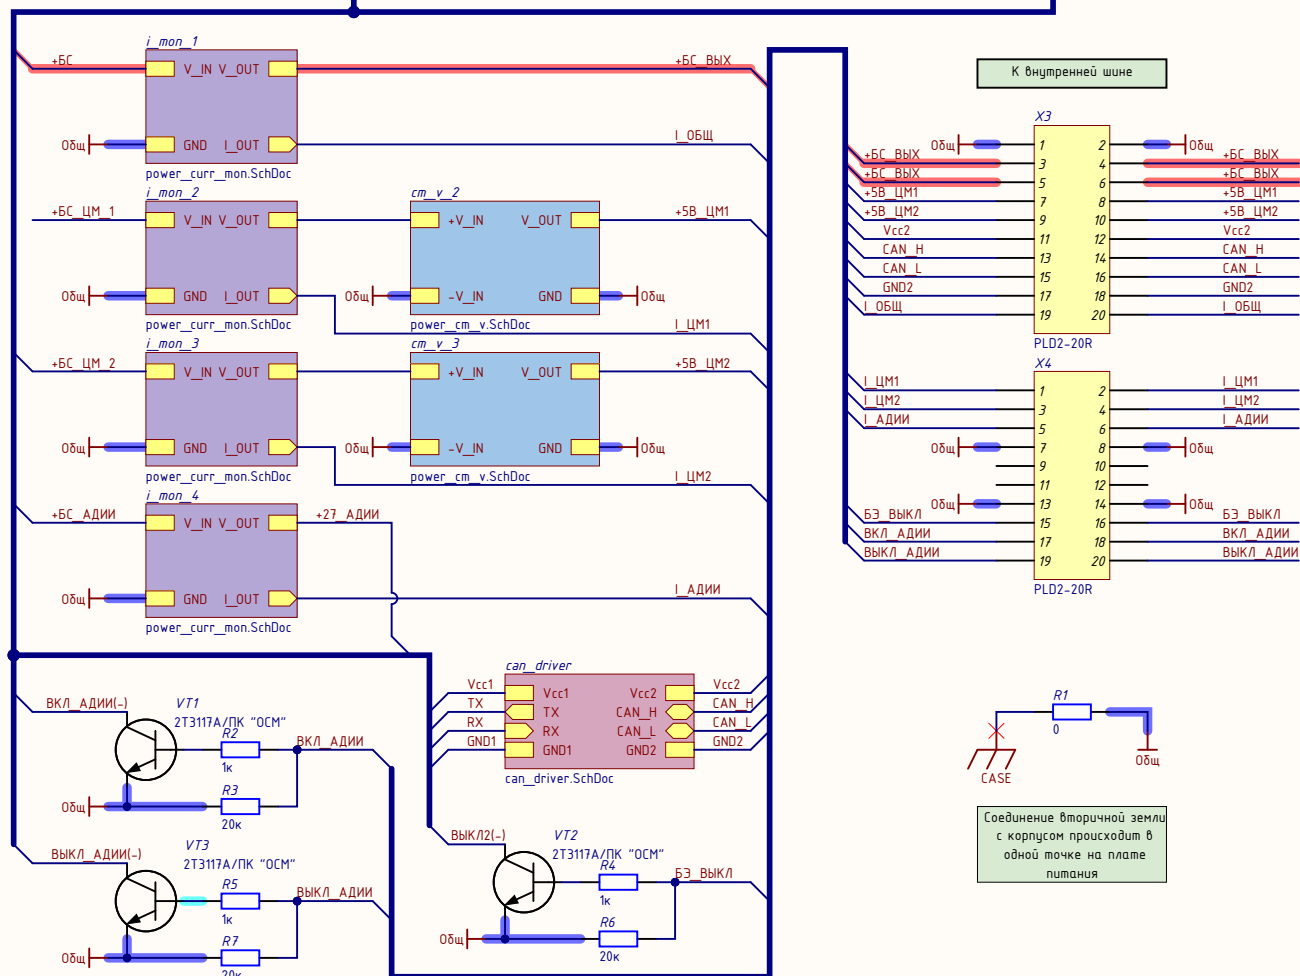 i_mon_1
+БС
V_IN V_OUT
+БС_ВЫХ
Общ
GND I_OUT
I_ОБЩ
power_curr_mon.SchDoc
i_mon_2
+БС_ЦМ_1
V_IN V_OUT
Общ
GND I_OUT
power_curr_mon.SchDoc
cm_v_2
+V_IN V_OUT
+5В_ЦМ1
Общ
-V_IN GND
Общ
power_cm_v.SchDoc
I_ЦМ1
i_mon_3
+БС_ЦМ_2
V_IN V_OUT
Общ
GND I_OUT
power_curr_mon.SchDoc
cm_v_3
+V_IN V_OUT
+5В_ЦМ2
Общ
-V_IN GND
Общ
power_cm_v.SchDoc
I_ЦМ2
i_mon_4
+БС_АДИИ
V_IN V_OUT
+27_АДИИ
Общ
GND I_OUT
I_АДИИ
power_curr_mon.SchDoc
can_driver
Vcc1 Vcc1 Vcc2 Vcc2
TX TX CAN_H CAN_H
RX RX CAN_L CAN_L
GND1 GND1 GND2 GND2
can_driver.SchDoc
ВКЛ_АДИИ(-)
VT1
2Т3117А/ПК "ОСМ"
R2
1к
ВКЛ_АДИИ
Общ
R3
20к
ВЫКЛ_АДИИ(-)
VT3
2Т3117А/ПК "ОСМ"
R5
1к
ВЫКЛ_АДИИ
Общ
R7
20к
ВЫКЛ2(-)
VT2
2Т3117А/ПК "ОСМ"
R4
1к
БЭ_ВЫКЛ
Общ
R6
20к
К внутренней шине
X3
Общ 1 2 Общ
+БС_ВЫХ 3 4 +БС_ВЫХ
+БС_ВЫХ 5 6 +БС_ВЫХ
+5В_ЦМ1 7 8 +5В_ЦМ1
+5В_ЦМ2 9 10 +5В_ЦМ2
Vcc2 11 12 Vcc2
CAN_H 13 14 CAN_H
CAN_L 15 16 CAN_L
GND2 17 18 GND2
I_ОБЩ 19 20 I_ОБЩ
PLD2-20R
X4
I_ЦМ1 1 2 I_ЦМ1
I_ЦМ2 3 4 I_ЦМ2
I_АДИИ 5 6 I_АДИИ
Общ 7 8 Общ
9 10
11 12
Общ 13 14 Общ
БЭ_ВЫКЛ 15 16 БЭ_ВЫКЛ
ВКЛ_АДИИ 17 18 ВКЛ_АДИИ
ВЫКЛ_АДИИ 19 20 ВЫКЛ_АДИИ
PLD2-20R
R1
0
CASE
Общ
Соединение вторичной земли
с корпусом происходит в
одной точке на плате
питания